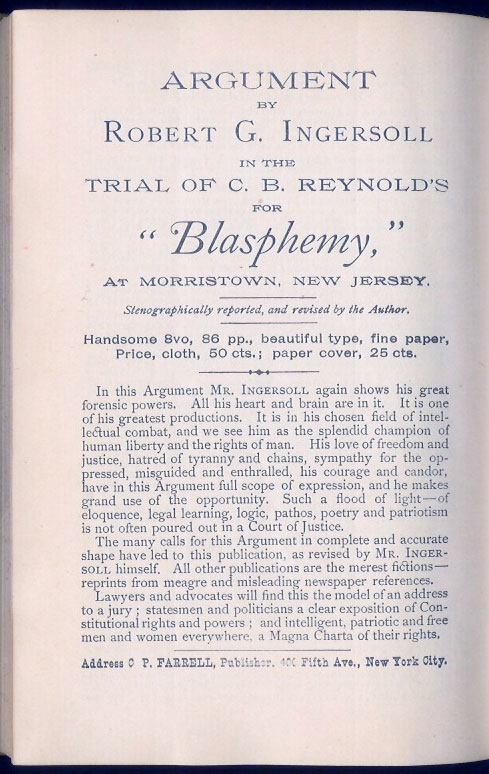 ARGUMENT
BY
ROBERT G. INGERSOLL
IN THE
TRIAL OF C. B. REYNOLD'S
FOR
"Blasphemy,"
AT MORRISTOWN, NEW JERSEY.
Stenographically reported, and revised by the Author.
Handsome 8vo, 86 pp., beautiful type, fine paper,
Price, cloth, 50 cts.; paper cover, 25 cts.
In this Argument MR. INGERSOLL again shows his great
forensic powers. All his heart and brain are in it. It is one
of his greatest productions. It is in his chosen field of intel-
lectual combat, and we see him as the splendid champion of
human liberty and the rights of man. His love of freedom and
justice, hatred of tyranny and chains, sympathy for the op-
pressed, misguided and enthralled, his courage and candor,
have in this Argument full scope of expression, and he makes
grand use of the opportunity. Such a flood of light—of
eloquence, legal learning, logic, pathos, poetry and patriotism
is not often poured out in a Court of Justice.
The many calls for this Argument in complete and accurate
shape have led to this publication, as revised by MR. INGER-
SOLL himself. All other publications are the merest fictions—
reprints from meagre and misleading newspaper references.
Lawyers and advocates will find this the model of an address
to a jury; statesmen and politicians a clear exposition of Con-
stitutional rights and powers; and intelligent, patriotic and free
men and women everywhere, a Magna Charta of their rights.
Address C P. FARRELL, Publisher. Fifth Ave., New York City.